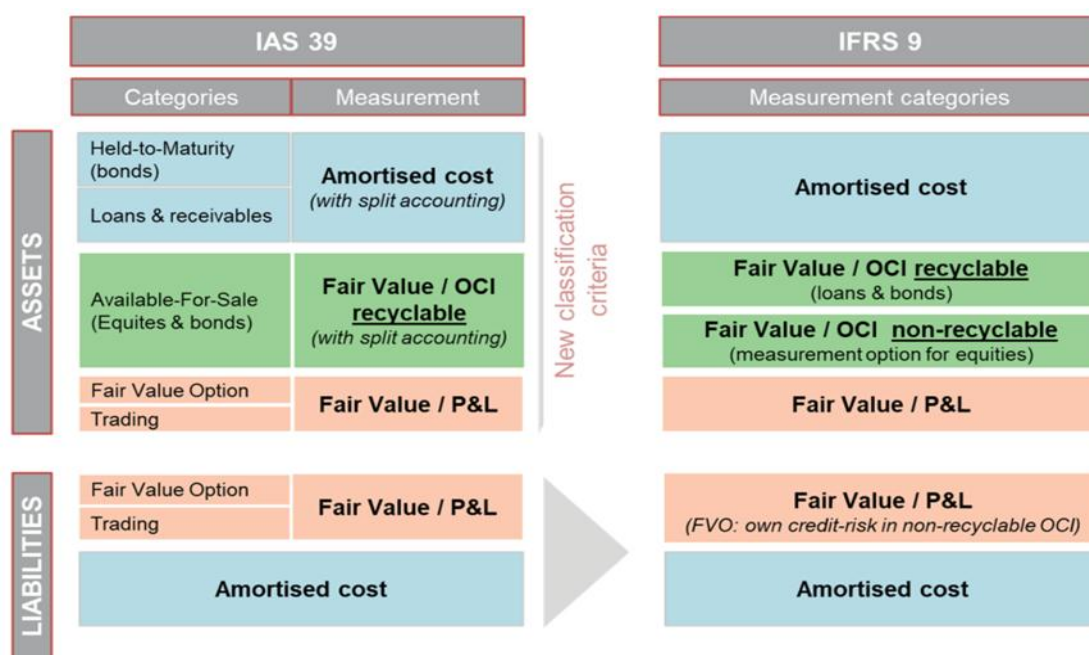 IAS 39
IFRS 9
Categories
Measurement
Measurement categories
ASSETS
Held-to-Maturity
(bonds)
Loans & receivables
Amortised cost
(with split accounting)
Available-For-Sale
(Equites & bonds)
Fair Value / OCI
recyclable
(with split accounting)
Fair Value Option
Trading
Fair Value / P&L
New classification
criteria
Amortised cost
Fair Value / OCI recyclable
(loans & bonds)
Fair Value / OCI non-recyclable
(measurement option for equities)
Fair Value / P&L
LIABILITIES
Fair Value Option
Trading
Fair Value / P&L
Amortised cost
Fair Value / P&L
(FVO: own credit-risk in non-recyclable OCI)
Amortised cost